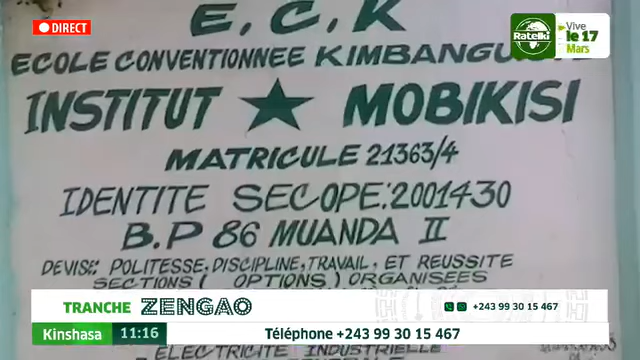 DIRECT
Ratelki
Vive
le 17
Mars
E.C.K
ECOLE CONVENTIONNEE
INSTITUT ★ MOBIKISI
MATRICULE 21363/4
IDENTITE SECOPE:2001430
B.P 86 MUANDA II
DEVISE: POLITESSE, DISCIPLINE, TRAVAIL, ET REUSSITE
SECTIONS ( OPTIONS ) ORGANISEES
TRANCHE ZENGAO
+243 99 30 15 467
Kinshasa 11:16 Téléphone +243 99 30 15 467
ELECTRICITE INDUSTRIELLE